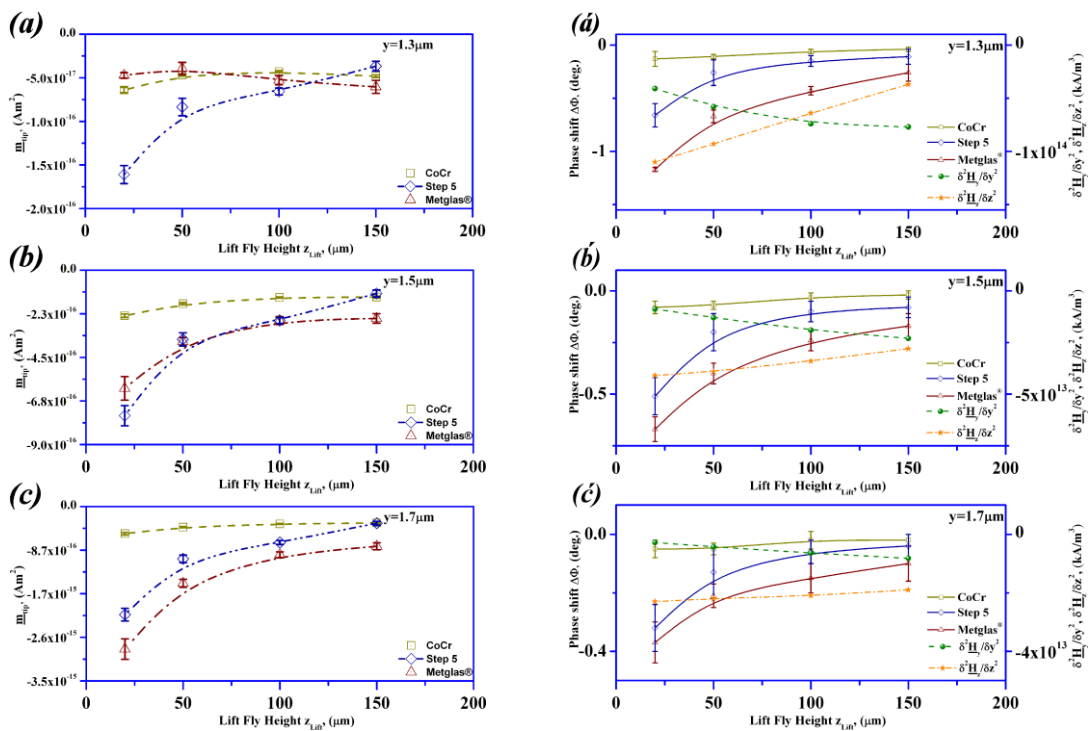 (a)
y=1.3μm
0.0
-5.0x10⁻¹⁷
-1.0x10⁻¹⁶
-1.5x10⁻¹⁶
-2.0x10⁻¹⁶
m_tip, (Am²)
CoCr
Step 5
Metglas®
0 50 100 150 200
Lift Fly Height z_Lift, (μm)
(á)
y=1.3μm
0
-1
Phase shift ΔΦ, (deg.)
0
-1x10¹⁴
δ²H_y/δy², δ²H_z/δz², (kA/m³)
CoCr
Step 5
Metglas®
δ²H_y/δy²
δ²H_z/δz²
0 50 100 150 200
Lift Fly Height z_Lift, (μm)
(b)
y=1.5μm
0.0
-2.3x10⁻¹⁶
-4.5x10⁻¹⁶
-6.8x10⁻¹⁶
-9.0x10⁻¹⁶
m_tip, (Am²)
CoCr
Step 5
Metglas®
0 50 100 150 200
Lift Fly Height z_Lift, (μm)
(b́)
y=1.5μm
0.0
-0.5
Phase shift ΔΦ, (deg.)
0
-5x10¹³
δ²H_y/δy², δ²H_z/δz², (kA/m³)
CoCr
Step 5
Metglas®
δ²H_y/δy²
δ²H_z/δz²
0 50 100 150 200
Lift Fly Height z_Lift, (μm)
(c)
y=1.7μm
0.0
-8.7x10⁻¹⁶
-1.7x10⁻¹⁵
-2.6x10⁻¹⁵
-3.5x10⁻¹⁵
m_tip, (Am²)
CoCr
Step 5
Metglas®
0 50 100 150 200
Lift Fly Height z_Lift, (μm)
(ć)
y=1.7μm
0.0
-0.4
Phase shift ΔΦ, (deg.)
0
-4x10¹³
δ²H_y/δy², δ²H_z/δz², (kA/m³)
CoCr
Step 5
Metglas®
δ²H_y/δy²
δ²H_z/δz²
0 50 100 150 200
Lift Fly Height z_Lift, (μm)